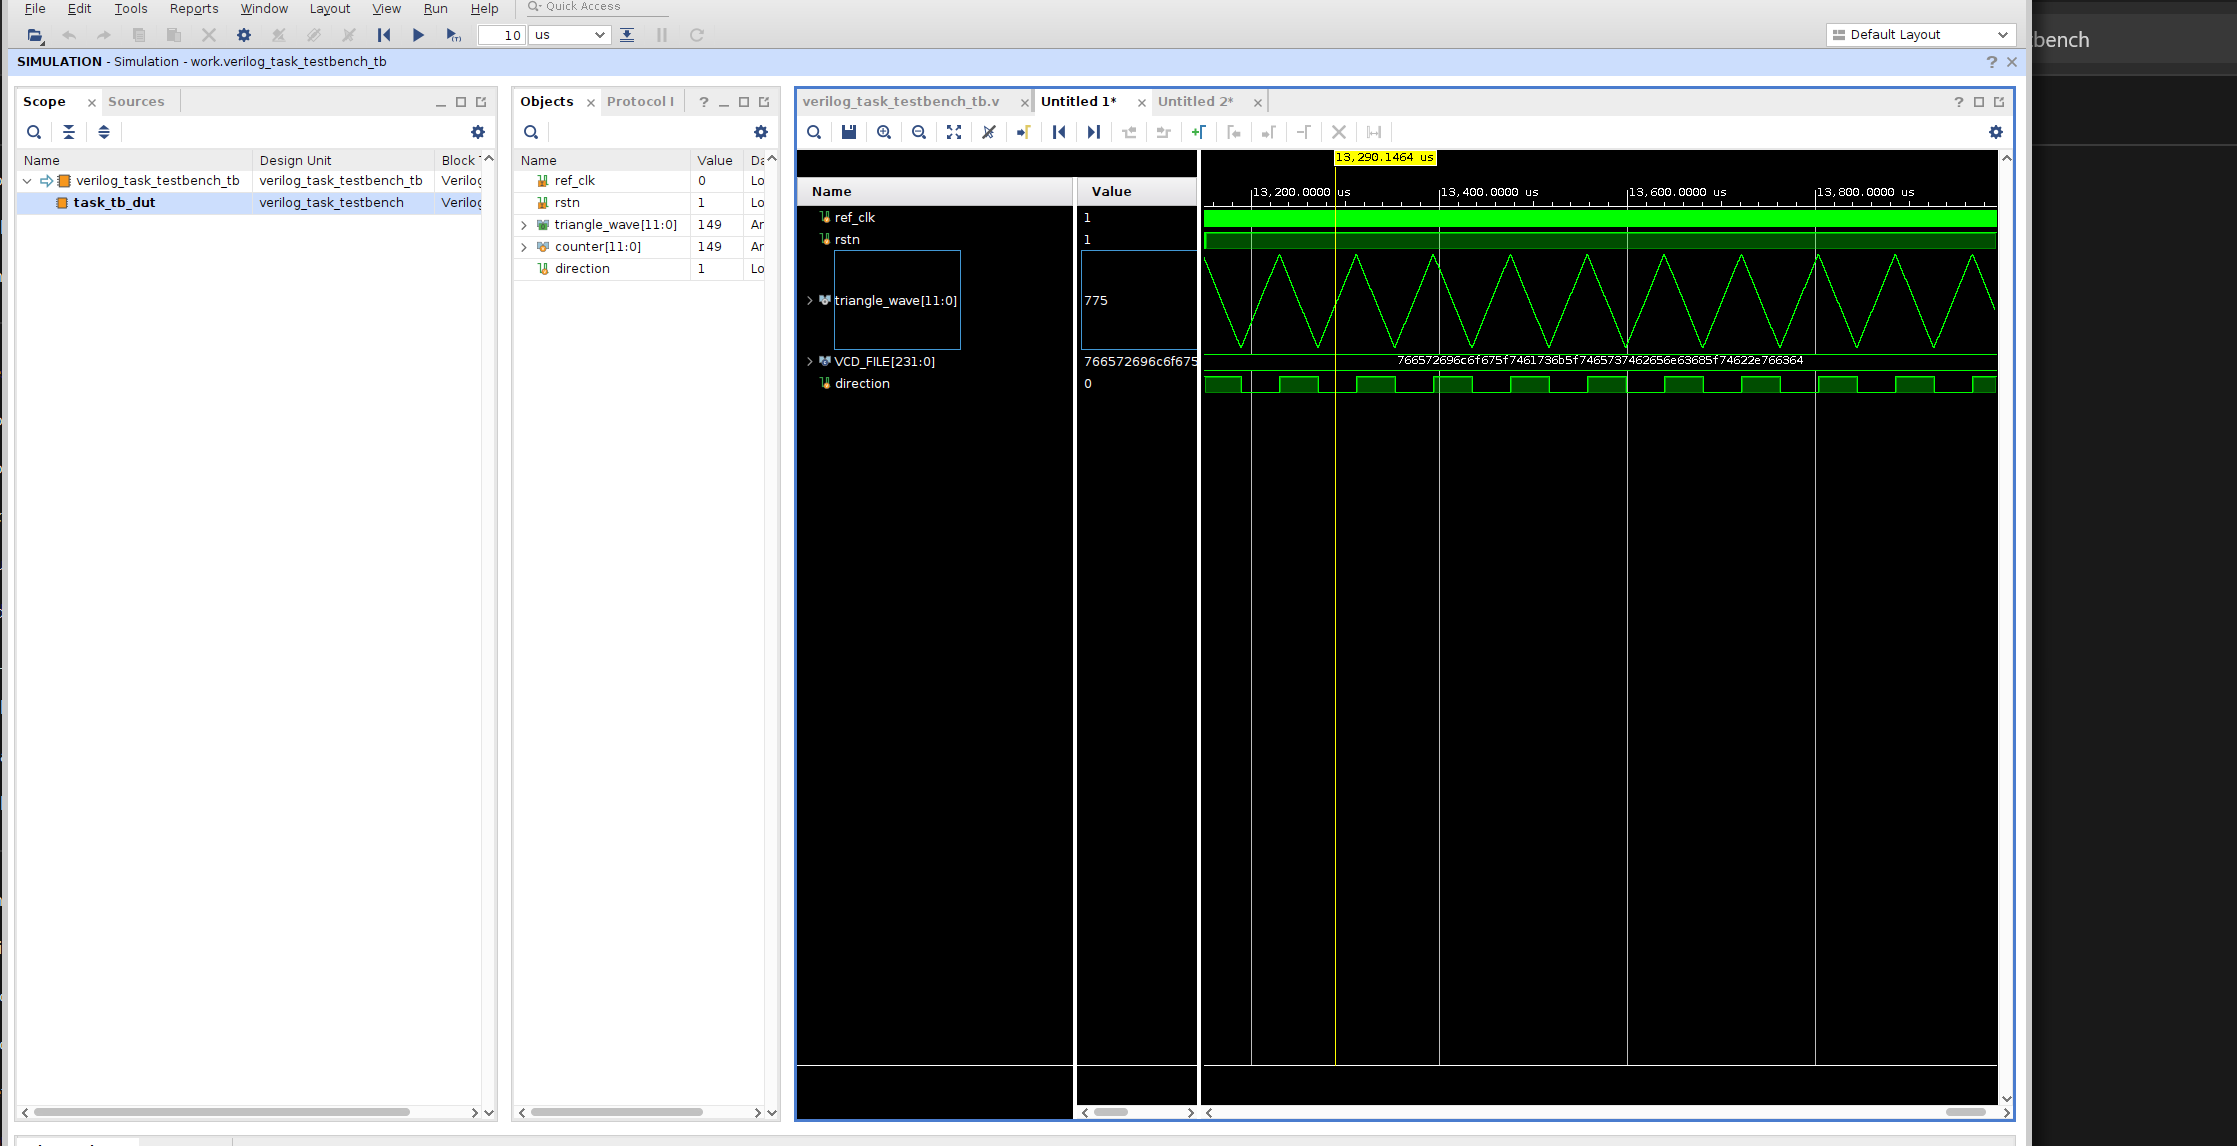 File Edit Tools Reports Window Layout View Run Help Quick Access
10 us Default Layout
bench
SIMULATION - Simulation - work.verilog_task_testbench_tb
Scope Sources
Name Design Unit Block
verilog_task_testbench_tb verilog_task_testbench_tb Verilog
task_tb_dut verilog_task_testbench Verilog
Objects Protocol I
Name Value Da
ref_clk 0 Lo
rstn 1 Lo
triangle_wave[11:0] 149 Ar
counter[11:0] 149 Ar
direction 1 Lo
verilog_task_testbench_tb.v Untitled 1* Untitled 2*
13,290.1464 us
Name Value
13,200.0000 us 13,400.0000 us 13,600.0000 us 13,800.0000 us
ref_clk 1
rstn 1
triangle_wave[11:0] 775
VCD_FILE[231:0] 766572696c6f675 766572696c6f675f7461736b5f7465737462656e63685f74622e766364
direction 0